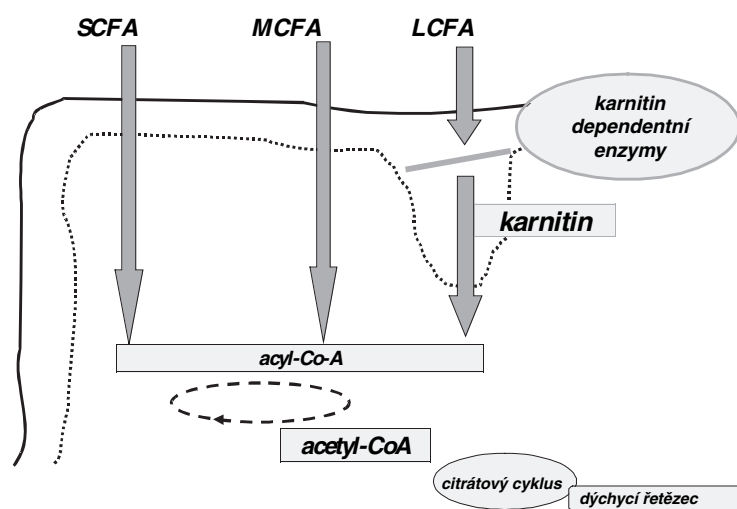 SCFA MCFA LCFA
karnitin
dependentní
enzymy
karnitin
acyl-Co-A
acetyl-CoA
citrátový cyklus
dýchycí řetězec